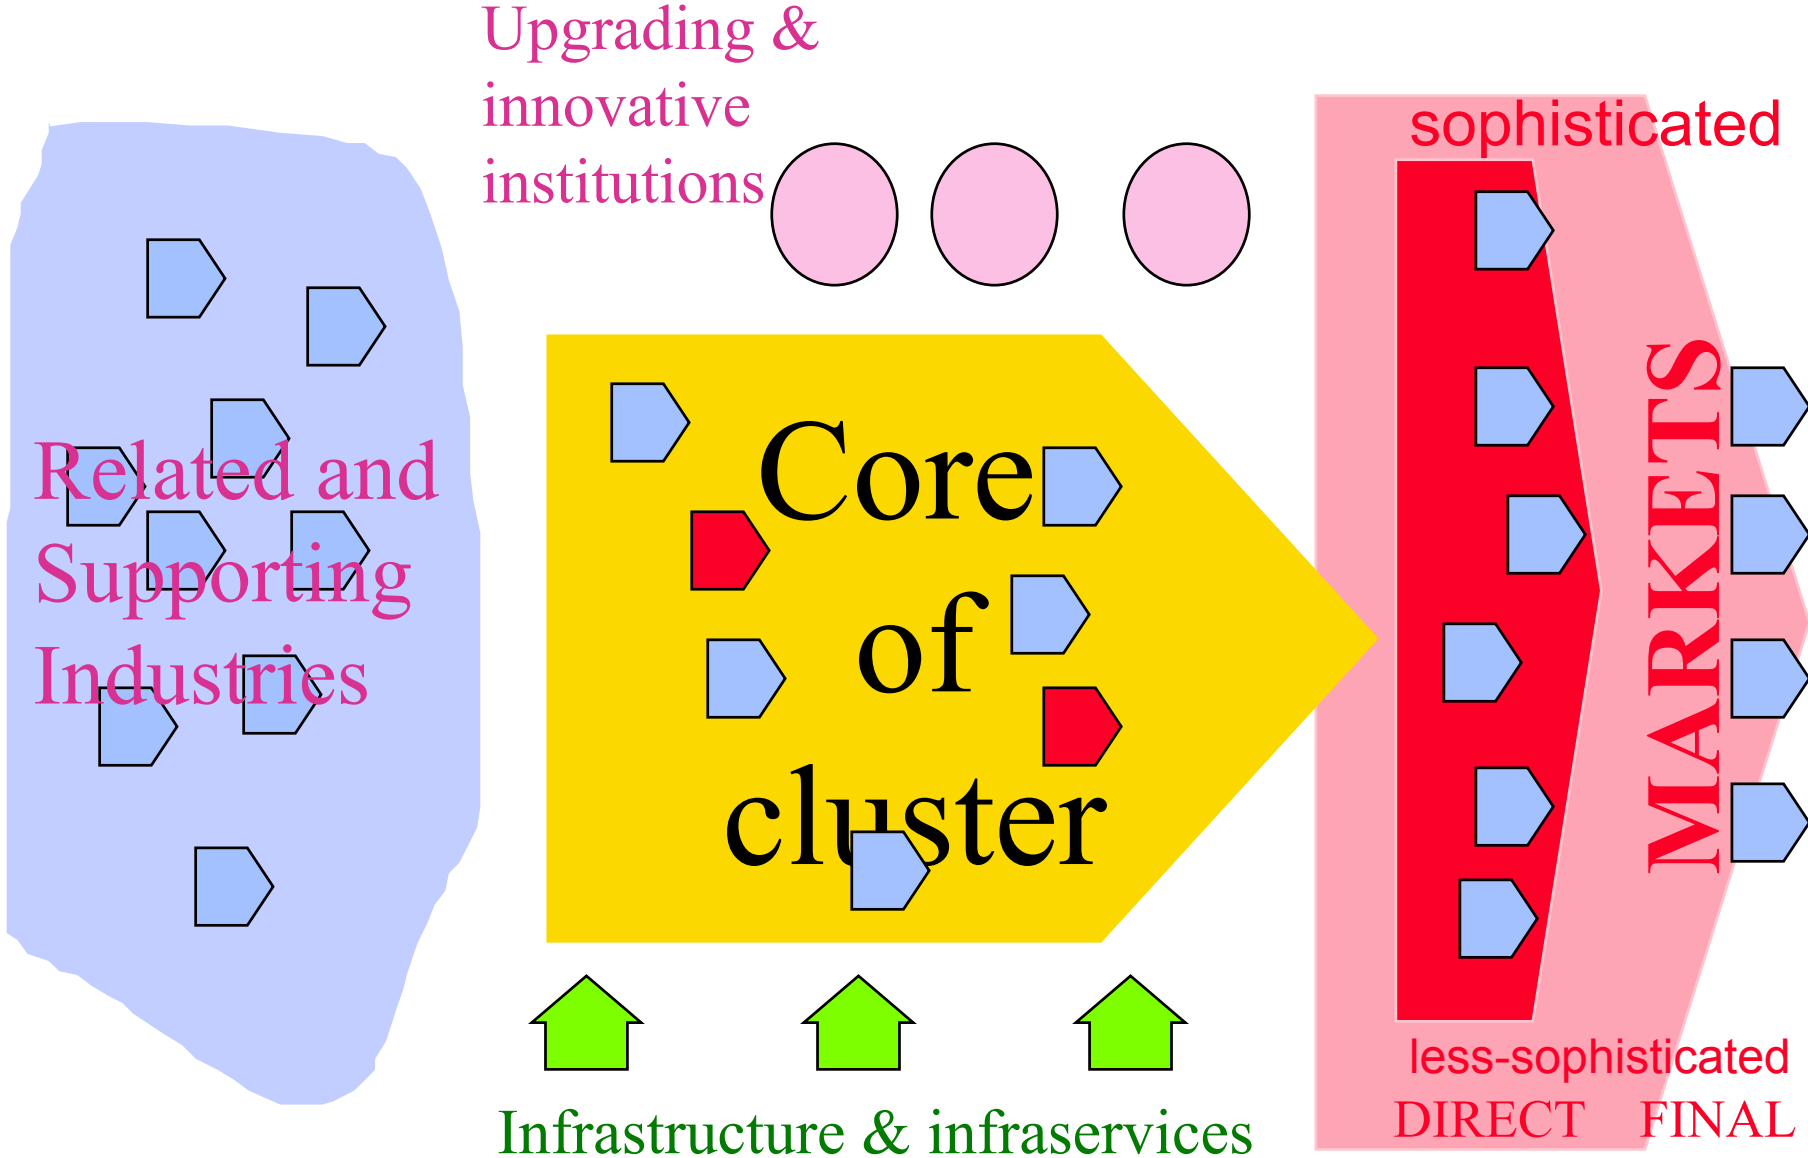 Upgrading &
innovative
institutions
sophisticated
Related and
Supporting
Industries
Core
of
cluster
MARKETS
less-sophisticated
DIRECT FINAL
Infrastructure & infraservices